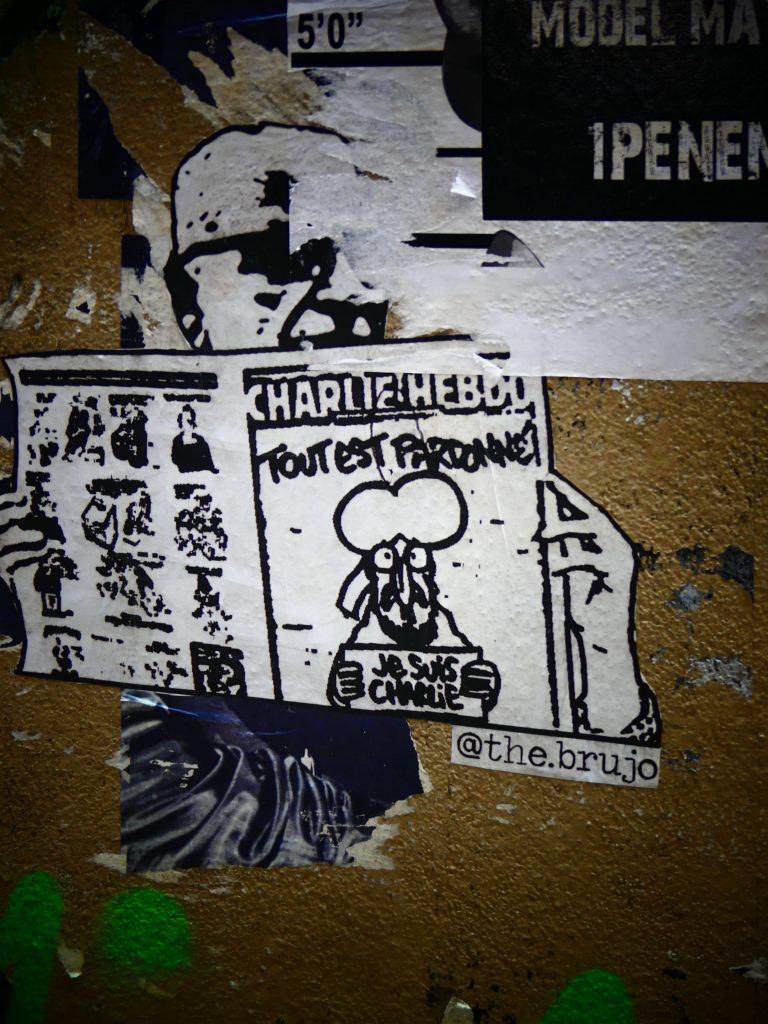 5'0"
MODEL MA
1PENEN
CHARLIE HEBDO
TOUT EST PARDONNÉ
JE SUIS
CHARLIE
@the.brujo